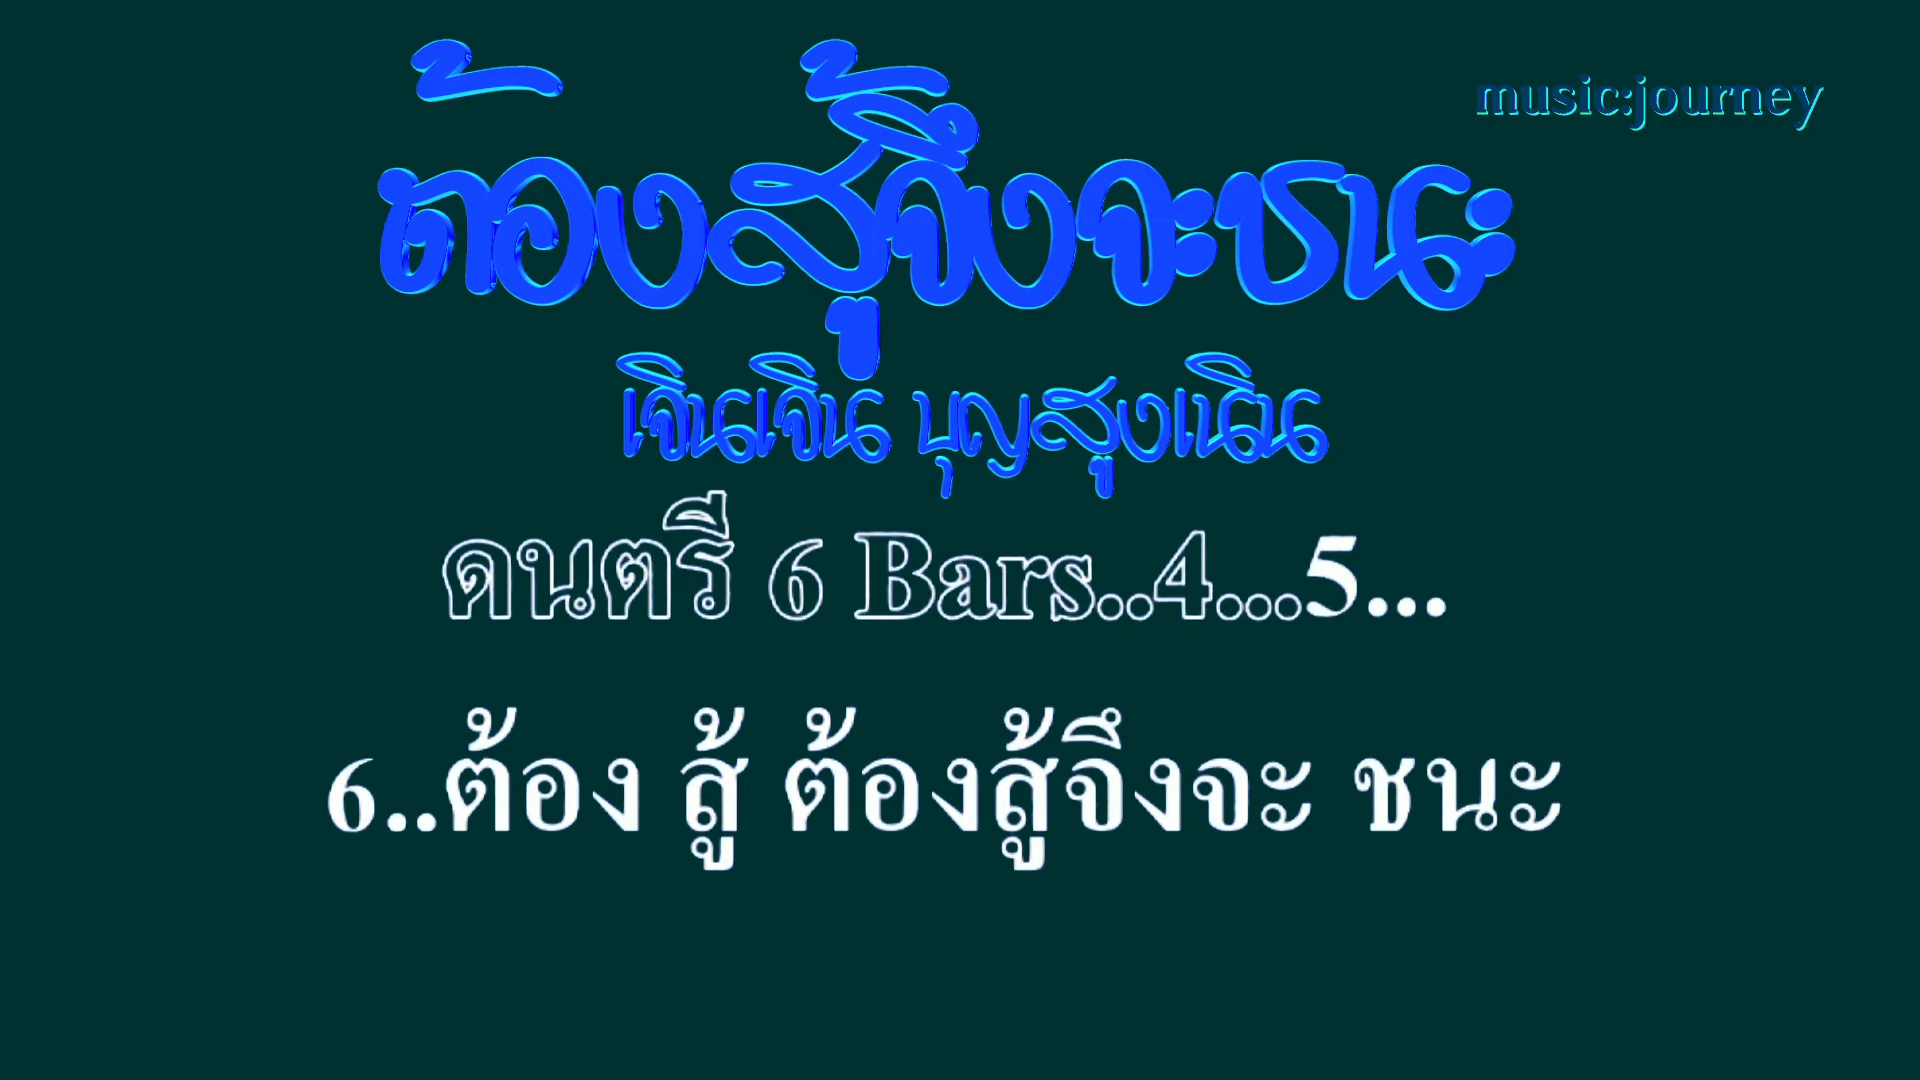 music:journey
ต้องสู้จึงจะชนะ
เจินเจิน บุญสูงเนิน
ดนตรี 6 Bars..4...5...
6..ต้อง สู้ ต้องสู้จึงจะ ชนะ